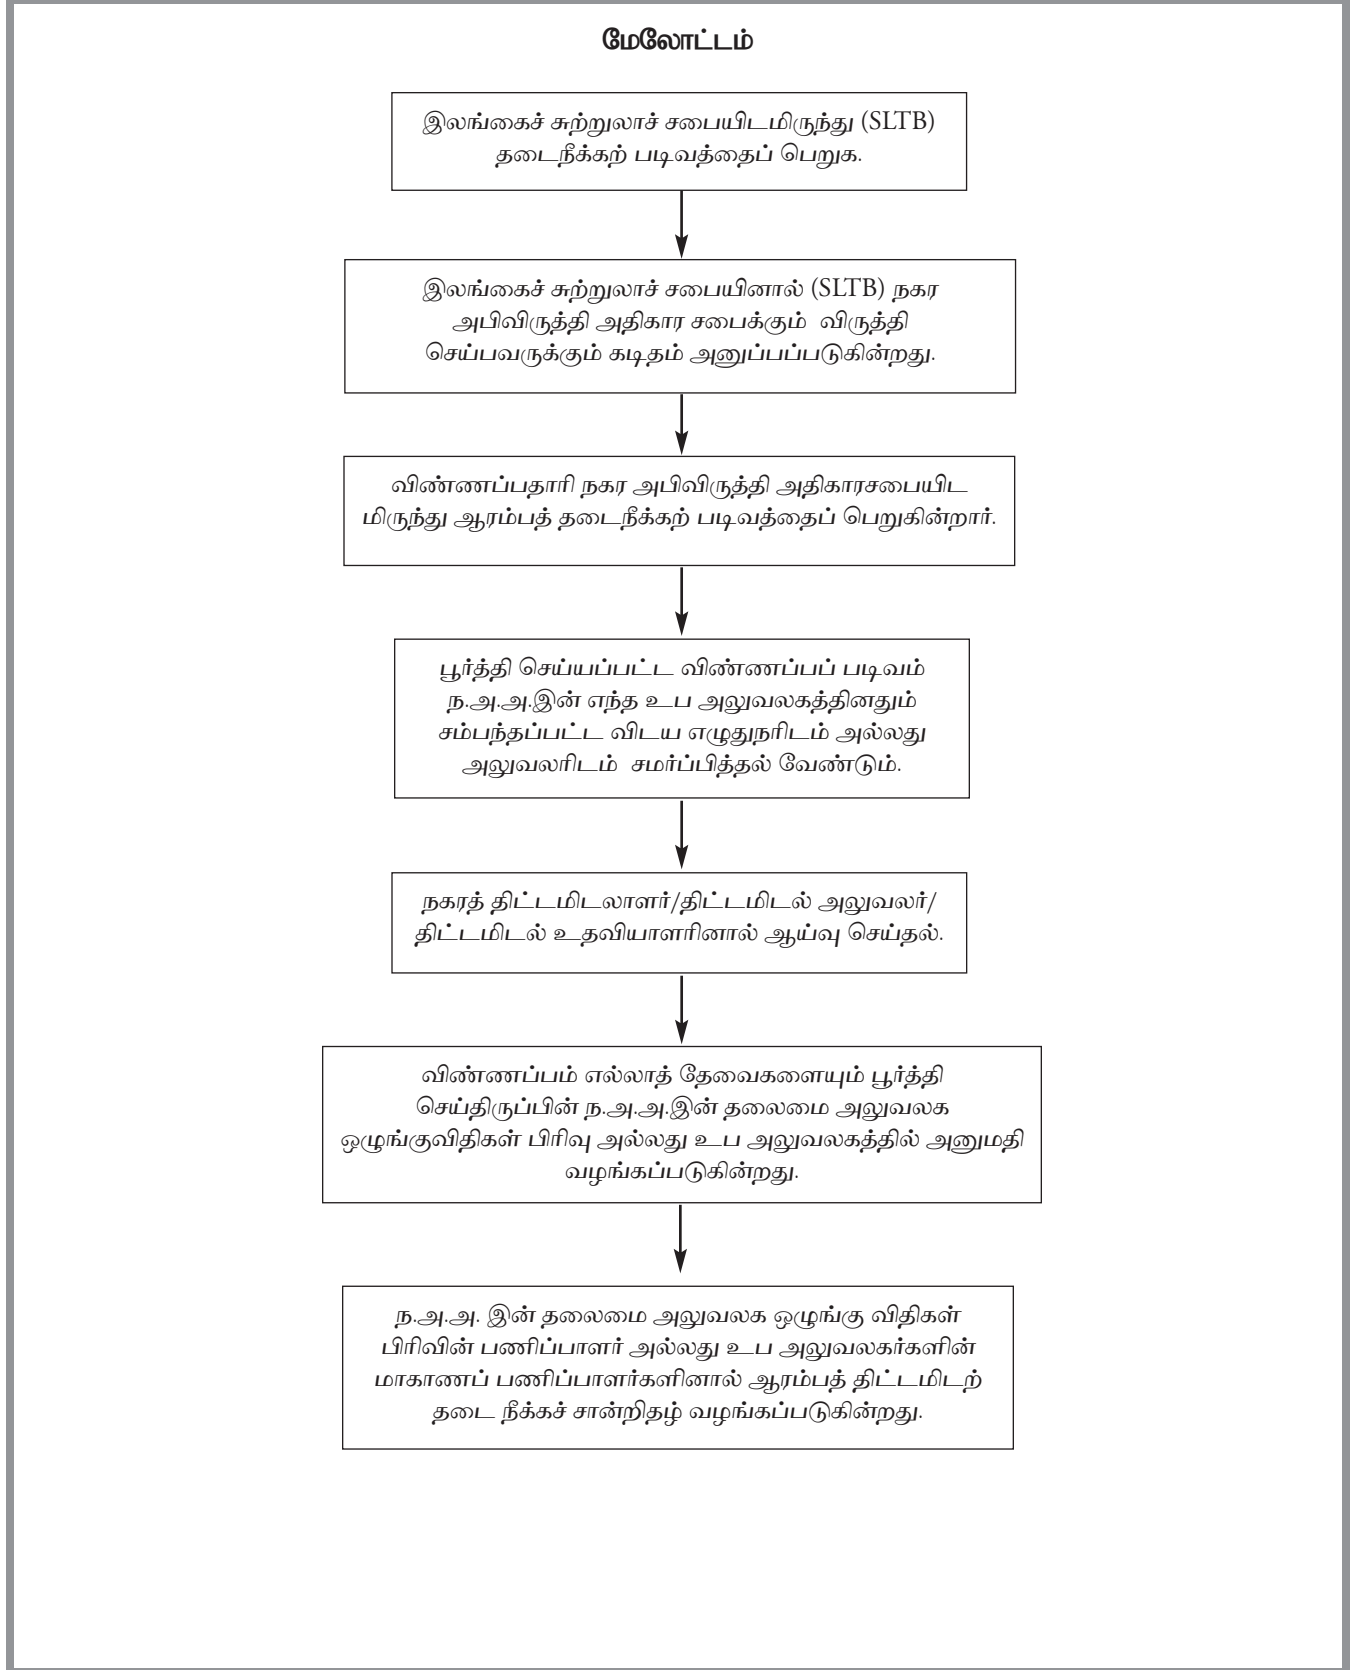 மேலோட்டம்
இலங்கைச் சுற்றுலாச் சபையிடமிருந்து (SLTB)
தடைநீக்கற் படிவத்தைப் பெறுக.
இலங்கைச் சுற்றுலாச் சபையினால் (SLTB) நகர
அபிவிருத்தி அதிகார சபைக்கும் விருத்தி
செய்பவருக்கும் கடிதம் அனுப்பப்படுகின்றது.
விண்ணப்பதாரி நகர அபிவிருத்தி அதிகாரசபையிட
மிருந்து ஆரம்பத் தடைநீக்கற் படிவத்தைப் பெறுகின்றார்.
பூர்த்தி செய்யப்பட்ட விண்ணப்பப் படிவம்
ந.அ.அ.இன் எந்த உப அலுவலகத்தினதும்
சம்பந்தப்பட்ட விடய எழுதுநரிடம் அல்லது
அலுவலரிடம் சமர்ப்பித்தல் வேண்டும்.
நகரத் திட்டமிடலாளர்/திட்டமிடல் அலுவலர்/
திட்டமிடல் உதவியாளரினால் ஆய்வு செய்தல்.
விண்ணப்பம் எல்லாத் தேவைகளையும் பூர்த்தி
செய்திருப்பின் ந.அ.அ.இன் தலைமை அலுவலக
ஒழுங்குவிதிகள் பிரிவு அல்லது உப அலுவலகத்தில் அனுமதி
வழங்கப்படுகின்றது.
ந.அ.அ. இன் தலைமை அலுவலக ஒழுங்கு விதிகள்
பிரிவின் பணிப்பாளர் அல்லது உப அலுவலகர்களின்
மாகாணப் பணிப்பாளர்களினால் ஆரம்பத் திட்டமிடற்
தடை நீக்கச் சான்றிதழ் வழங்கப்படுகின்றது.